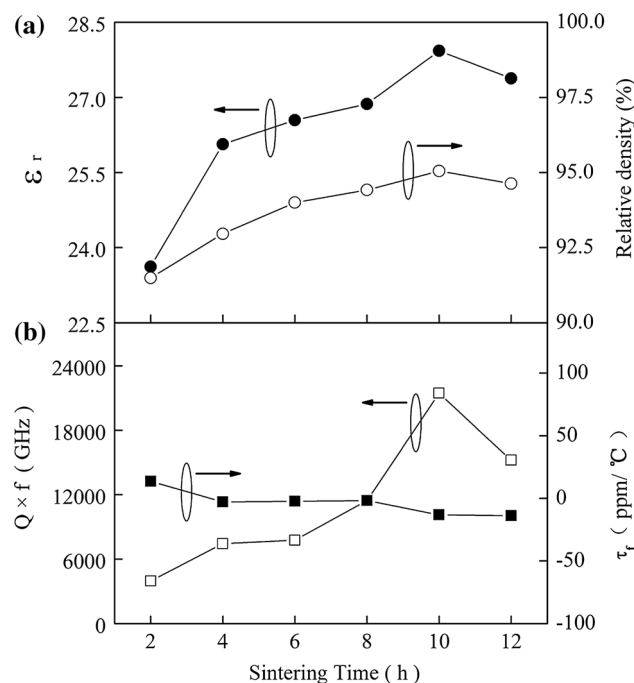 (a)
28.5
27.0
25.5
24.0
22.5
ε r
100.0
97.5
95.0
92.5
90.0
Relative density (%)
(b)
24000
18000
12000
6000
0
Q × f ( GHz )
100
50
0
-50
-100
τf ( ppm/ ℃ )
2 4 6 8 10 12
Sintering Time ( h )